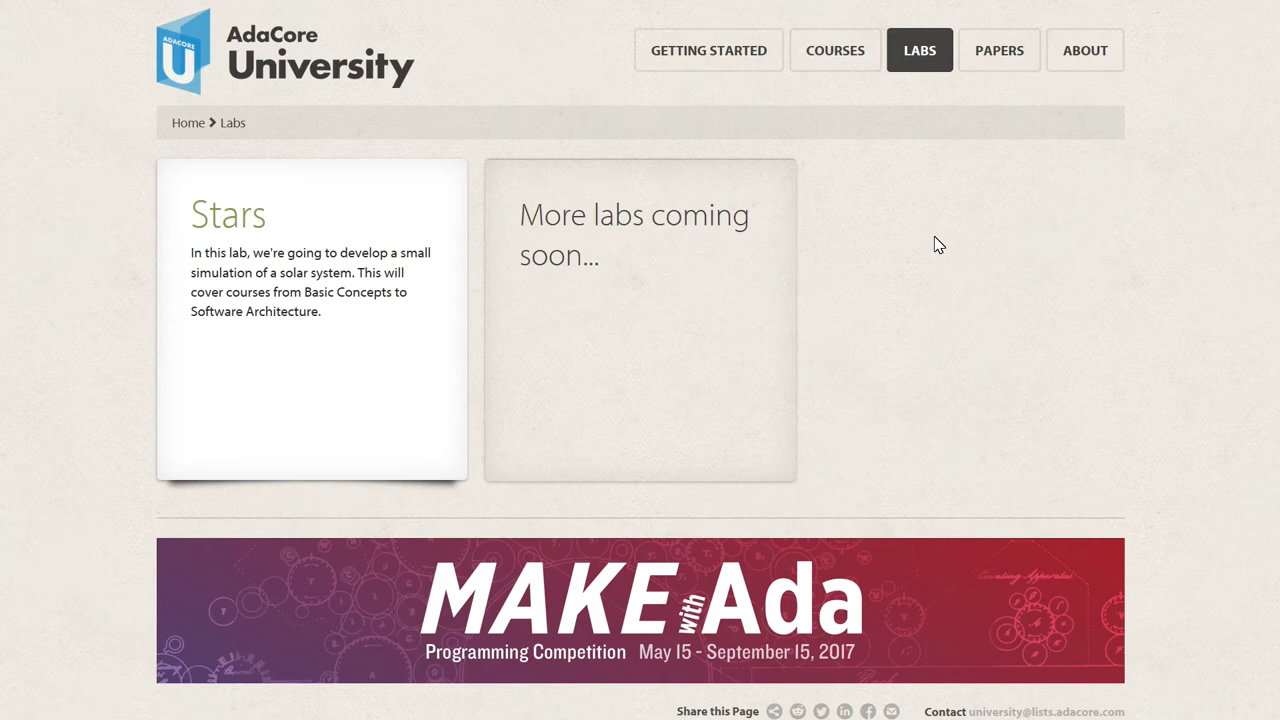 ADACORE
U
AdaCore
University
GETTING STARTED
COURSES
LABS
PAPERS
ABOUT
Home > Labs
Stars
In this lab, we're going to develop a small
simulation of a solar system. This will
cover courses from Basic Concepts to
Software Architecture.
More labs coming
soon...
MAKE with Ada
Programming Competition May 15 - September 15, 2017
Share this Page
Contact university@lists.adacore.com